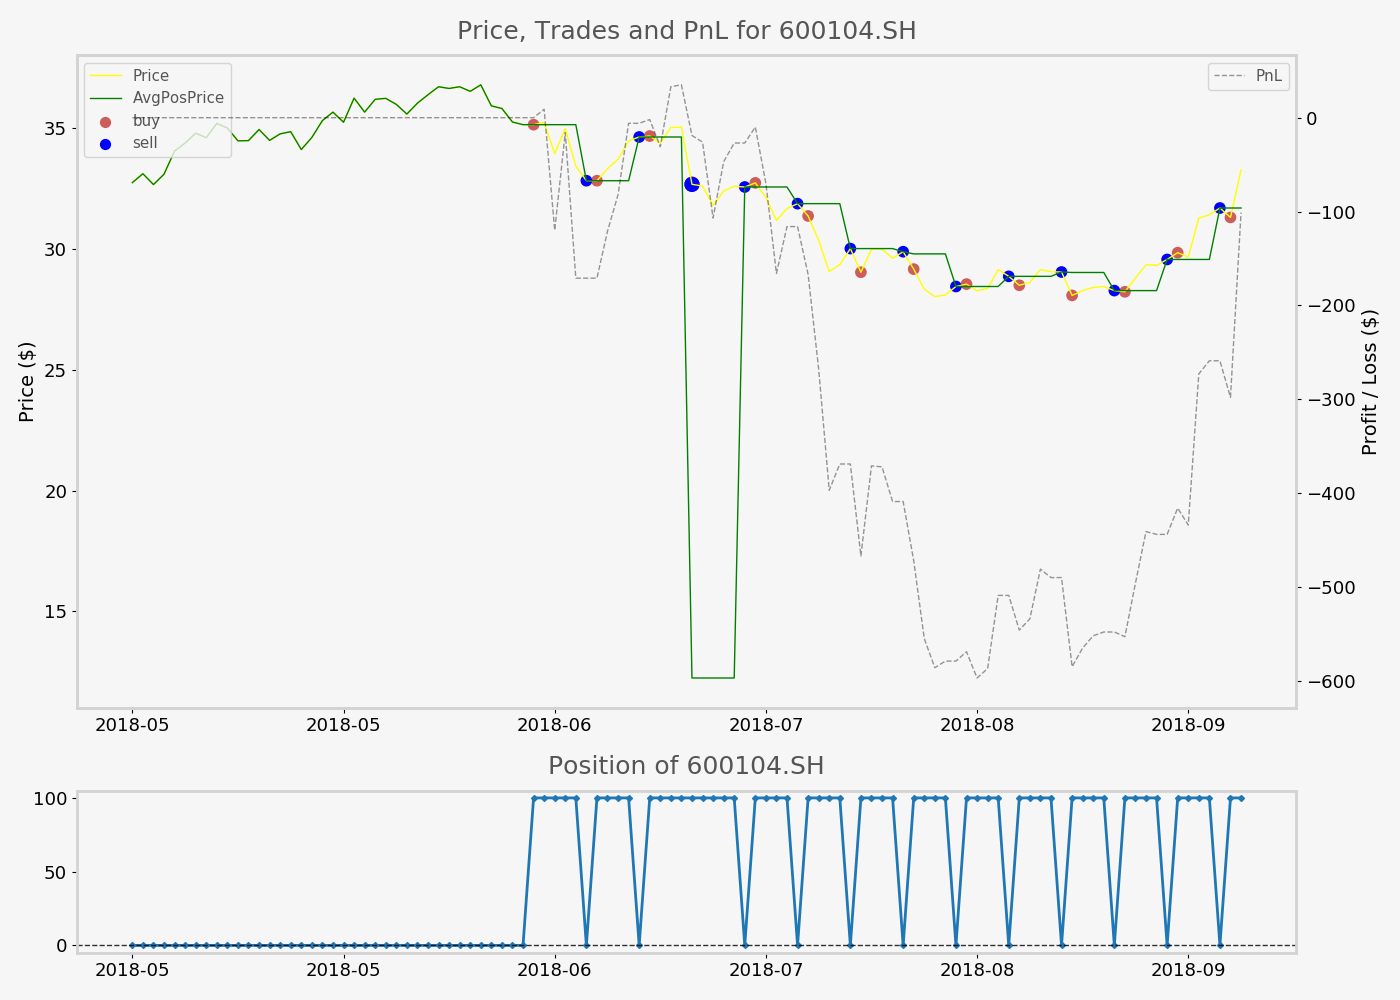 Price, Trades and PnL for 600104.SH
Price
AvgPosPrice
buy
sell
PnL
35
30
25
20
15
Price ($)
0
−100
−200
−300
−400
−500
−600
Profit / Loss ($)
2018-05 2018-05 2018-06 2018-07 2018-08 2018-09
Position of 600104.SH
100
50
0
2018-05 2018-05 2018-06 2018-07 2018-08 2018-09